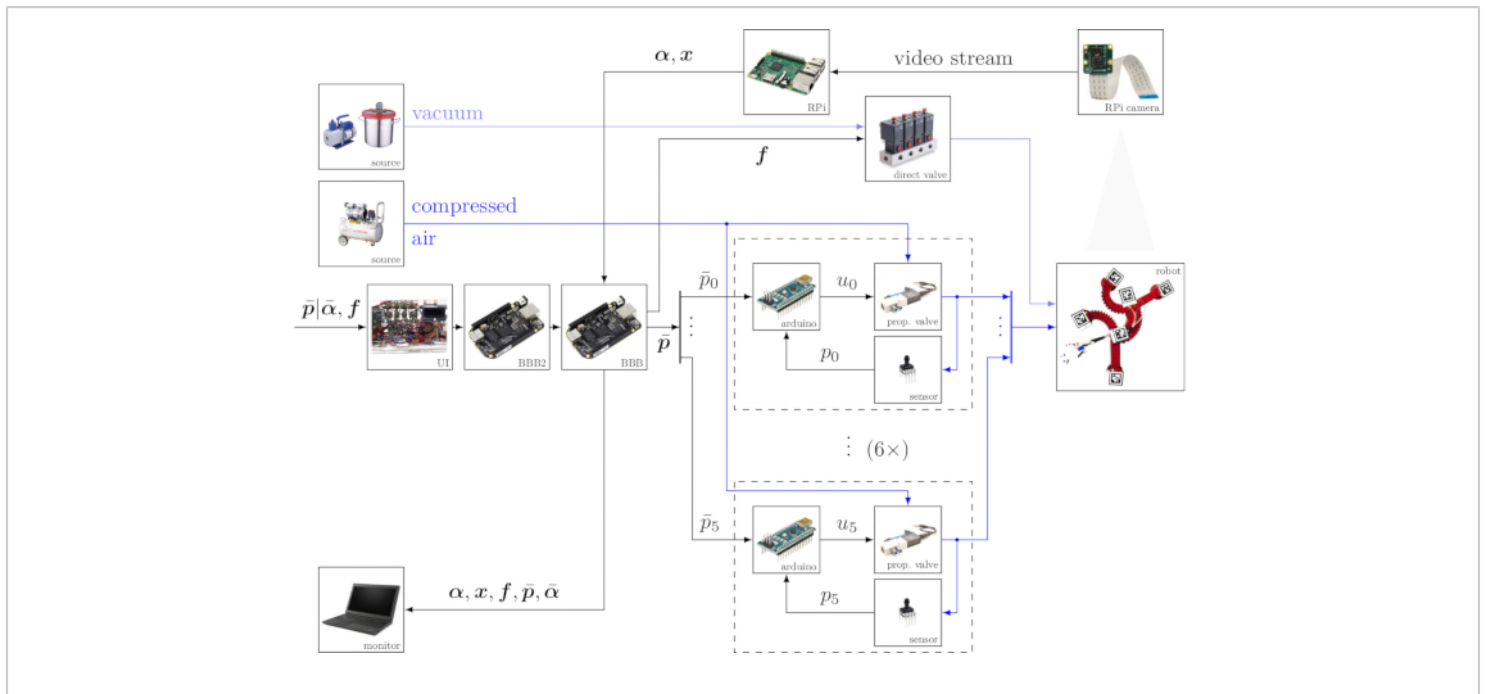 α, x
video stream
RPi
RPi camera
vacuum
source
f
direct valve
compressed
air
source
robot
p̄|ᾱ, f
UI
BBB2
BBB
p̄
⋮
p̄₀
arduino
u₀
prop. valve
p₀
sensor
⋮
⋮ (6×)
p̄₅
arduino
u₅
prop. valve
p₅
sensor
α, x, f, p̄, ᾱ
monitor